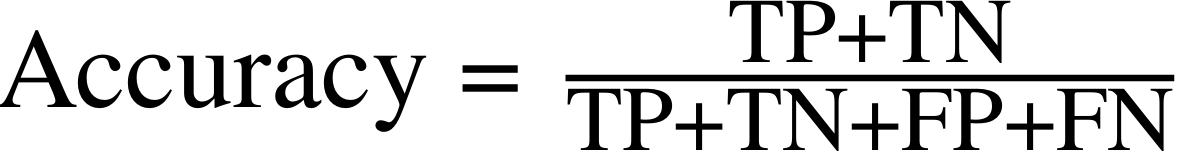 Accuracy = TP+TN
TP+TN+FP+FN